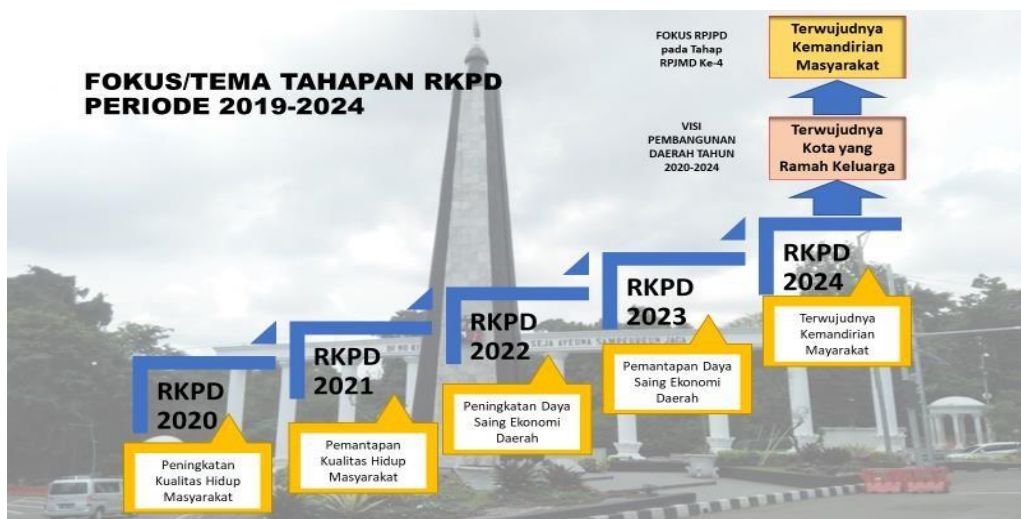 FOKUS/TEMA TAHAPAN RKPD
PERIODE 2019-2024
FOKUS RPJPD
pada Tahap
RPJMD Ke-4
Terwujudnya
Kemandirian
Masyarakat
VISI
PEMBANGUNAN
DAERAH TAHUN
2020-2024
Terwujudnya
Kota yang
Ramah Keluarga
RKPD
2020
Peningkatan
Kualitas Hidup
Masyarakat
RKPD
2021
Pemantapan
Kualitas Hidup
Masyarakat
RKPD
2022
Peningkatan Daya
Saing Ekonomi
Daerah
RKPD
2023
Pemantapan Daya
Saing Ekonomi
Daerah
RKPD
2024
Terwujudnya
Kemandirian
Mayarakat